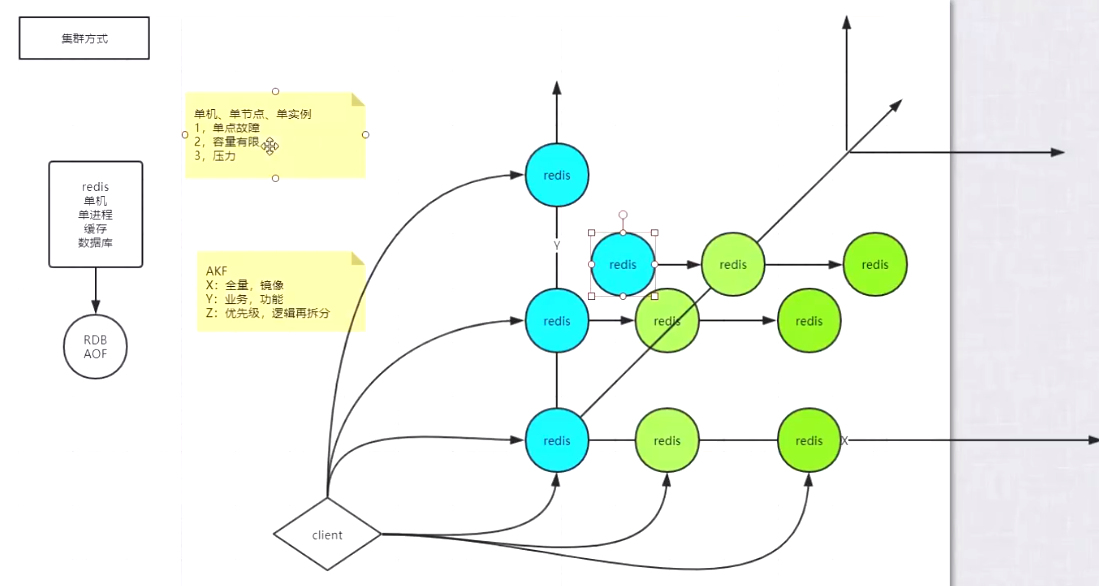 集群方式
单机、单节点、单实例
1，单点故障
2，容量有限
3，压力
redis
单机
单进程
缓存
数据库
RDB
AOF
AKF
X：全量，镜像
Y：业务，功能
Z：优先级，逻辑再拆分
redis
Y
redis
redis
redis
redis
redis
redis
redis
redis
redis
X
client